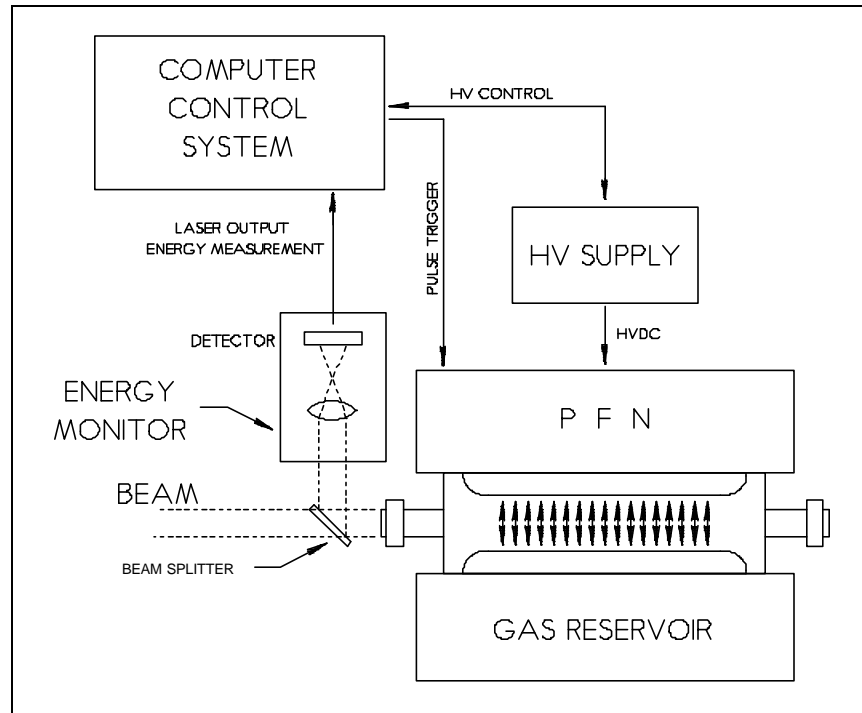 COMPUTER
CONTROL
SYSTEM
HV CONTROL
LASER OUTPUT
ENERGY MEASUREMENT
PULSE TRIGGER
HV SUPPLY
HVDC
DETECTOR
ENERGY
MONITOR
P F N
BEAM
BEAM SPLITTER
GAS RESERVOIR